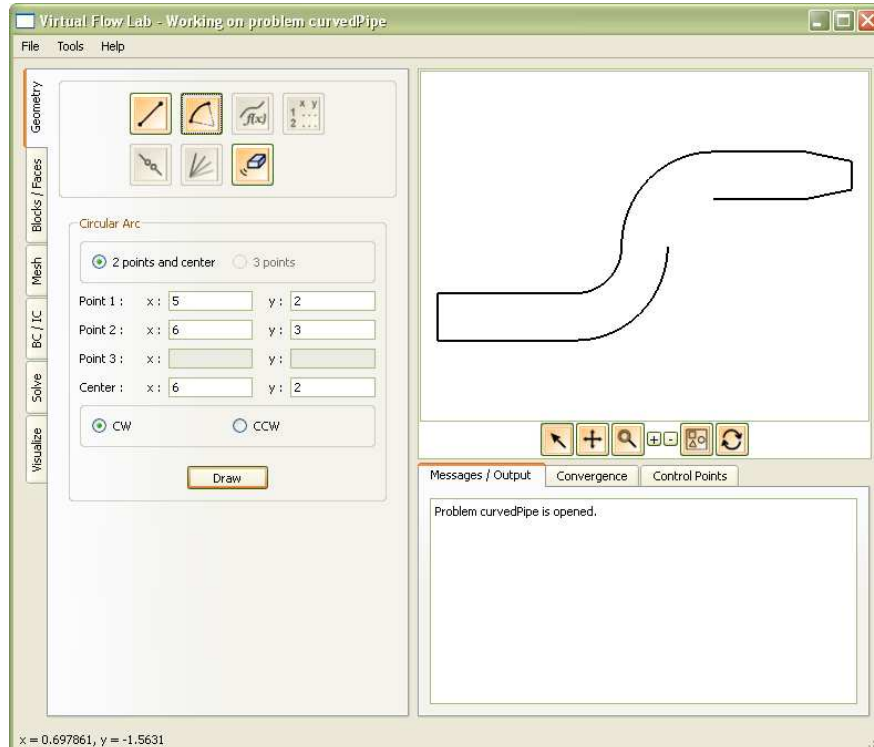 Virtual Flow Lab - Working on problem curvedPipe
File Tools Help
Geometry
Blocks / Faces
Mesh
BC / IC
Solve
Visualize
f(x)
x y
1 ...
2 ...
Circular Arc
2 points and center 3 points
Point 1 : x : 5 y : 2
Point 2 : x : 6 y : 3
Point 3 : x : y :
Center : x : 6 y : 2
CW CCW
Draw
+ -
Messages / Output Convergence Control Points
Problem curvedPipe is opened.
x = 0.697861, y = -1.5631